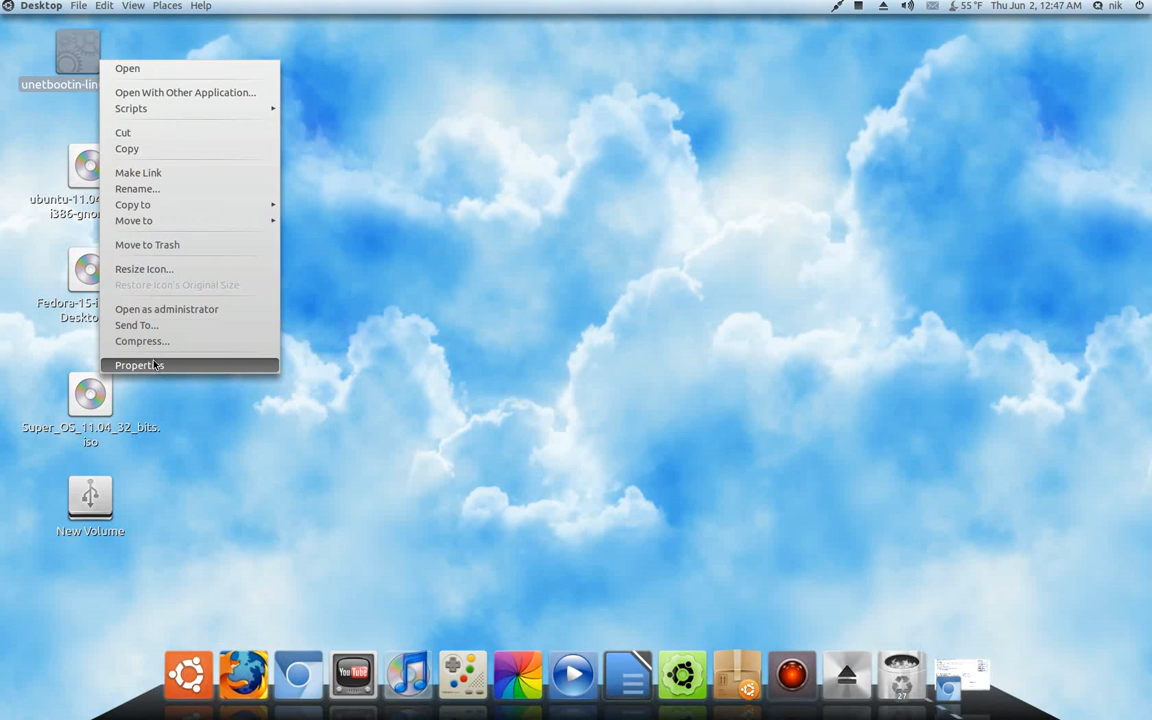 Desktop File Edit View Places Help 55 °F Thu Jun 2, 12:47 AM nik
unetbootin-lin
Open
Open With Other Application...
Scripts
Cut
Copy
Make Link
Rename...
Copy to
Move to
Move to Trash
Resize Icon...
Restore Icon's Original Size
Open as administrator
Send To...
Compress...
Properties
ubuntu-11.04
i386-gnom
Fedora-15-i
Deskto
Super_OS_11.04_32_bits.
iso
New Volume
You Tube
27